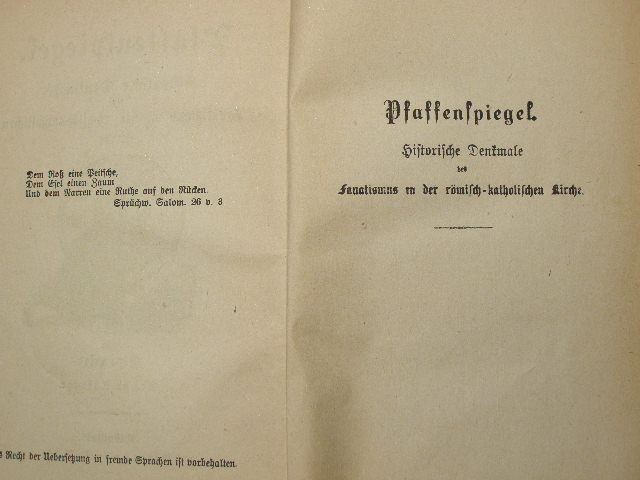 Dem Roß eine Peitsche,
Dem Esel einen Zaum
Und dem Narren eine Ruthe auf den Rücken.
Sprüchw. Salom. 26 v. 3
Recht der Uebersetzung in fremde Sprachen ist vorbehalten.
Pfaffenspiegel.
Historische Denkmale
des
Fanatismus in der römisch-katholischen Kirche.